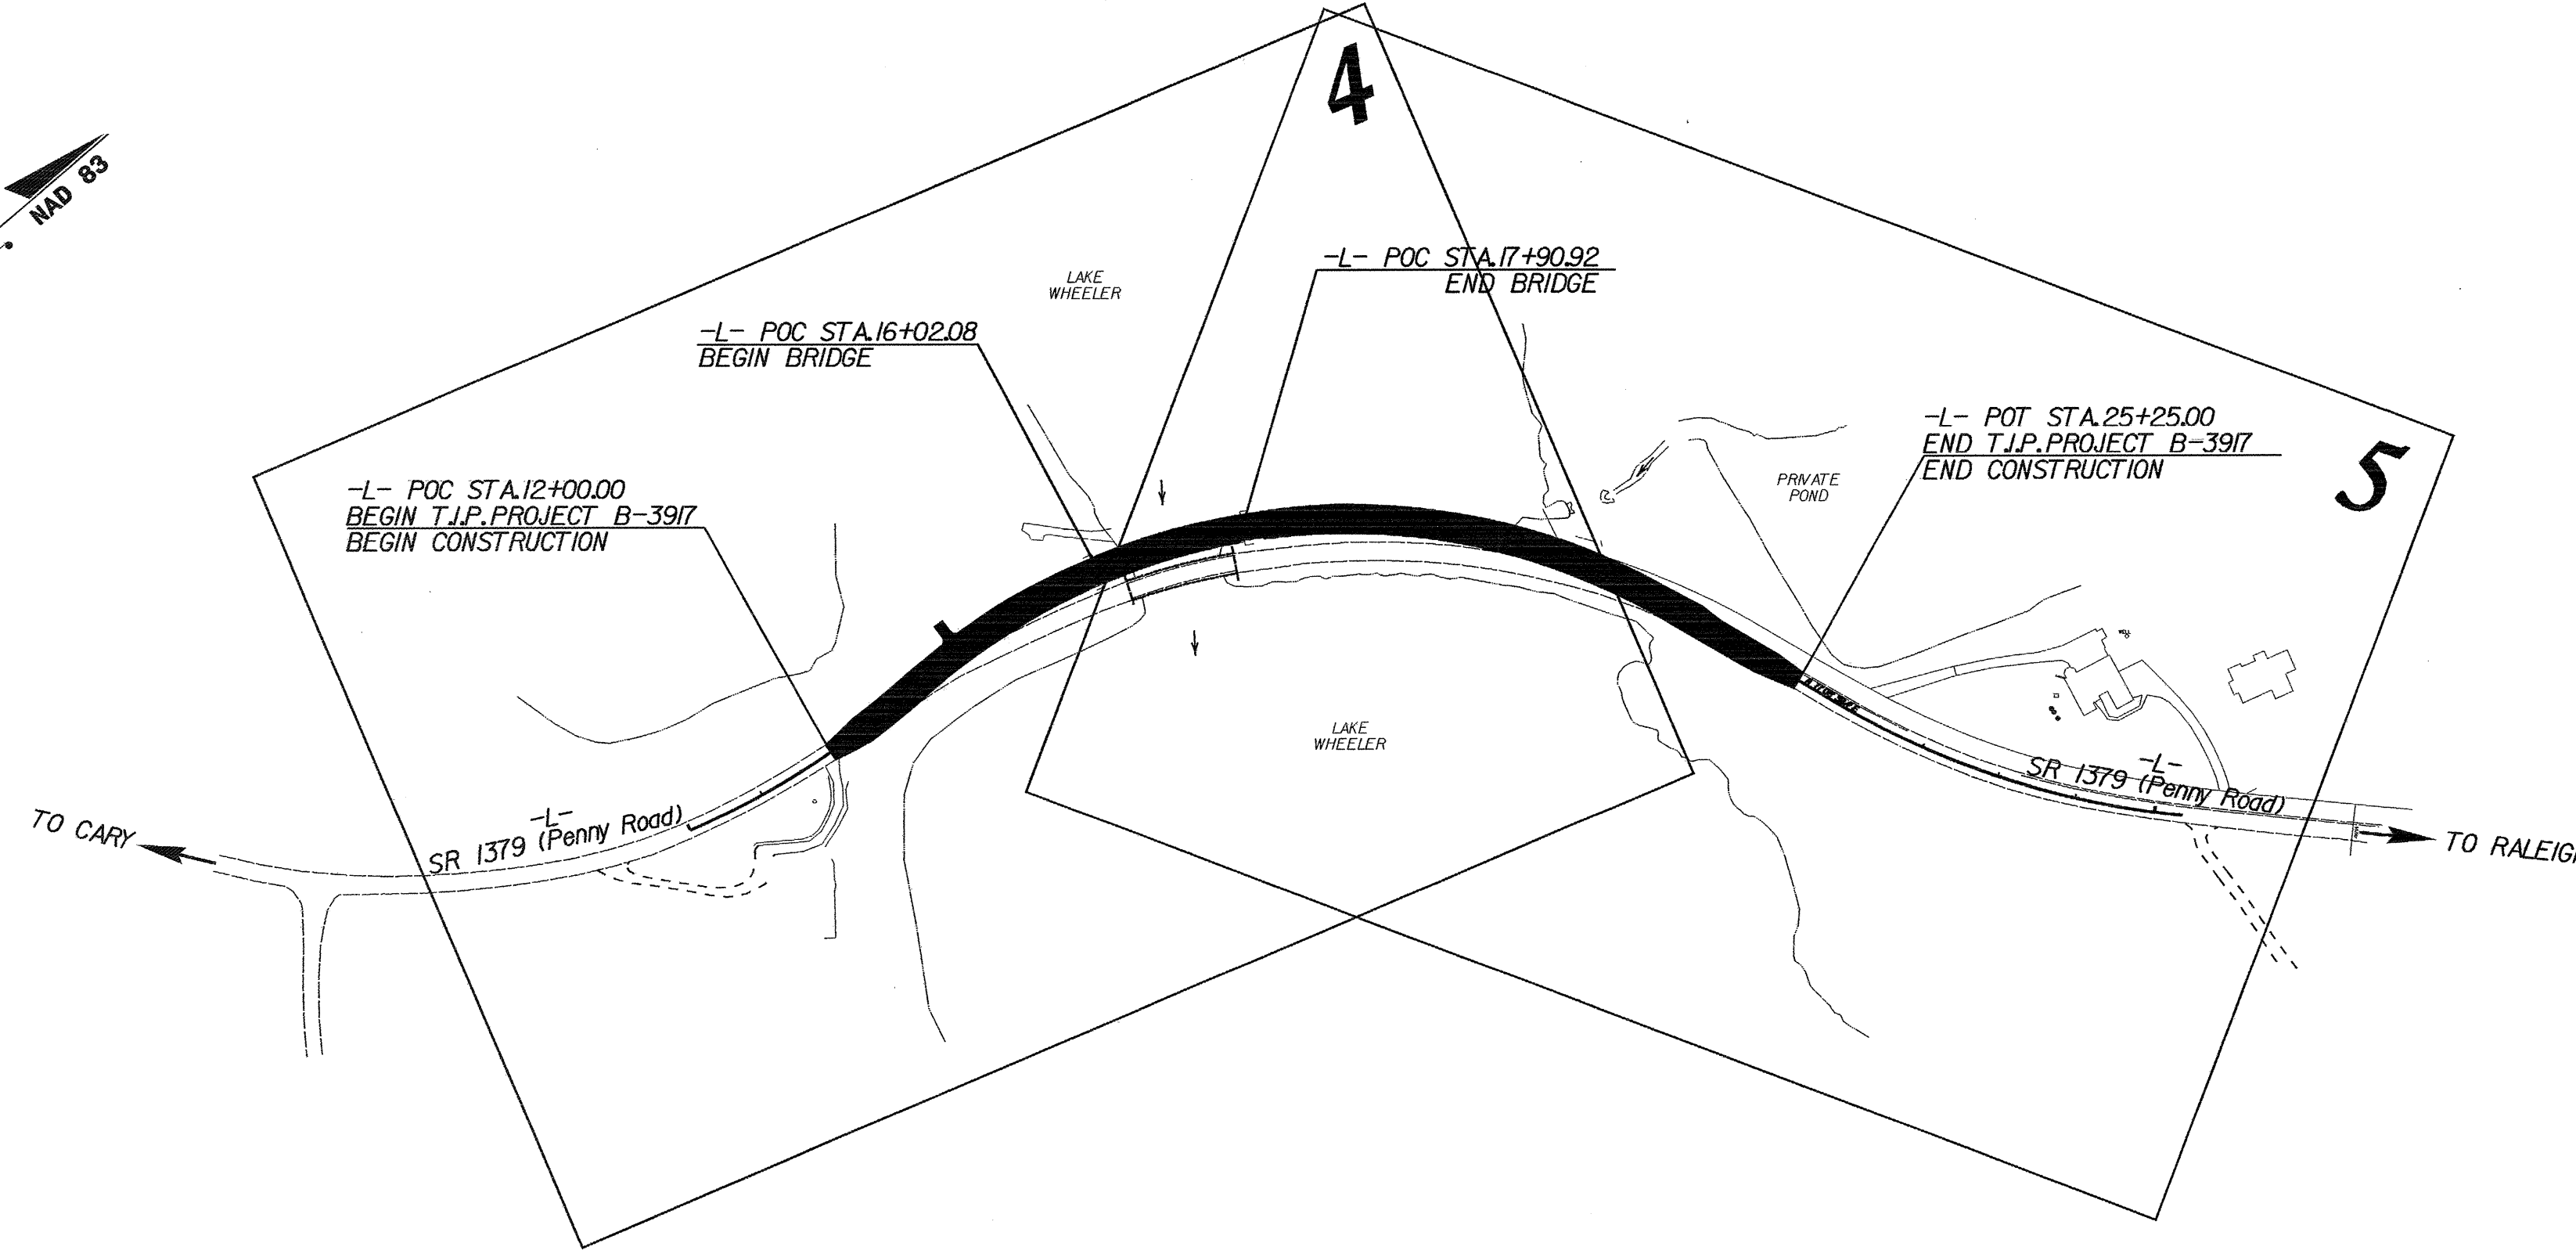 4
NAD 83
-L- POC STA.17+90.92
END BRIDGE
LAKE
WHEELER
-L- POC STA.16+02.08
BEGIN BRIDGE
-L- POT STA.25+25.00
END T.I.P.PROJECT B-3917
END CONSTRUCTION
5
PRIVATE
POND
-L- POC STA.12+00.00
BEGIN T.I.P.PROJECT B-3917
BEGIN CONSTRUCTION
LAKE
WHEELER
-L-
SR 1379 (Penny Road)
-L-
SR 1379 (Penny Road)
TO CARY
TO RALEIG